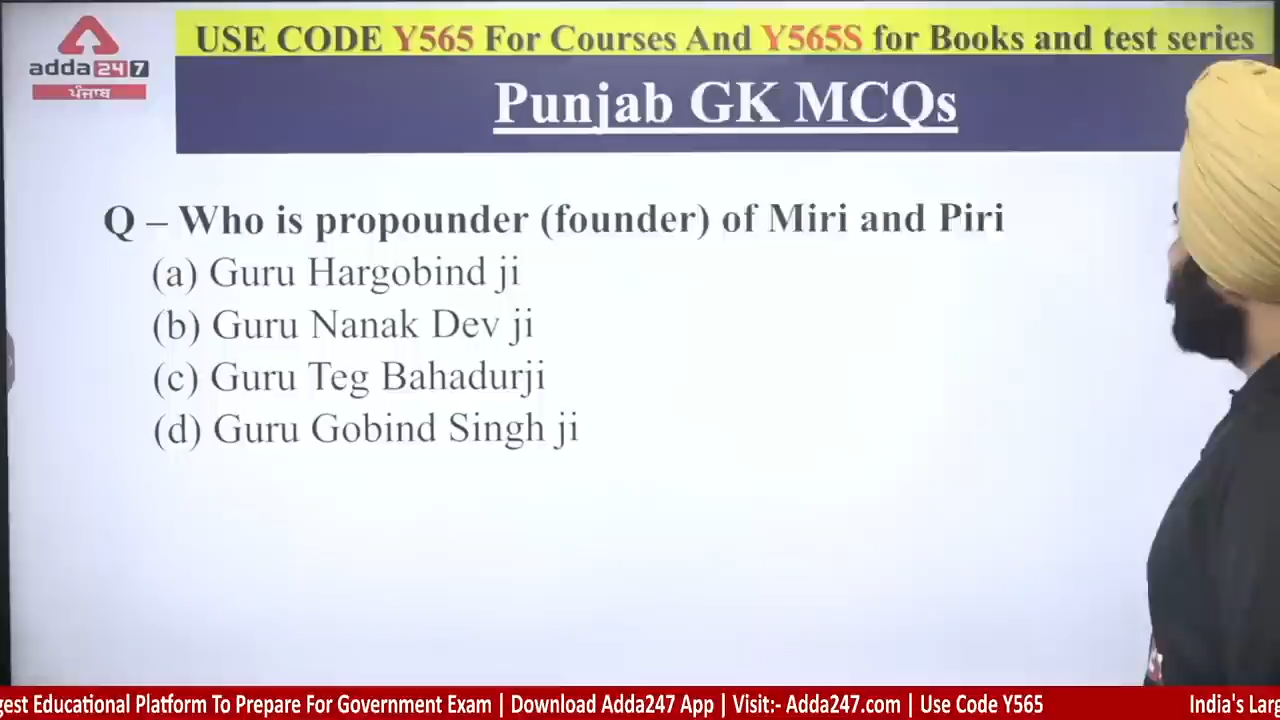 USE CODE Y565 For Courses And Y565S for Books and test series
adda247
ਪੰਜਾਬ
Punjab GK MCQs
Q – Who is propounder (founder) of Miri and Piri
(a) Guru Hargobind ji
(b) Guru Nanak Dev ji
(c) Guru Teg Bahadurji
(d) Guru Gobind Singh ji
gest Educational Platform To Prepare For Government Exam | Download Adda247 App | Visit:- Adda247.com | Use Code Y565 India's Larg